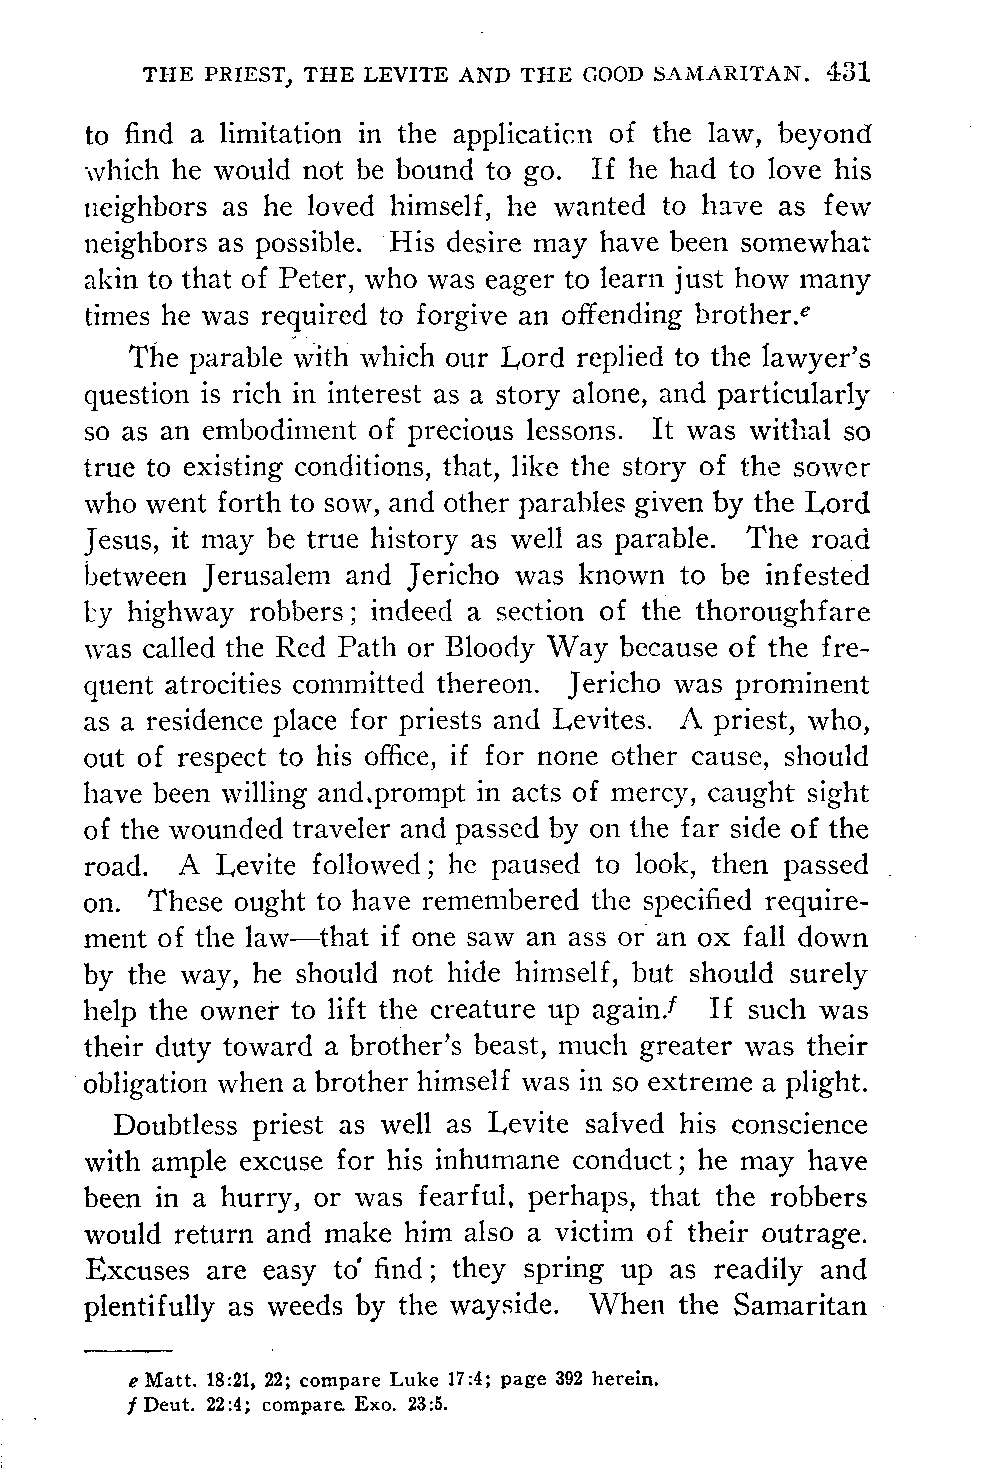 THE PRIEST, THE LEVITE AND THE GOOD SAMARITAN. 431
to find a limitation in the application of the law, beyond
which he would not be bound to go. If he had to love his
neighbors as he loved himself, he wanted to have as few
neighbors as possible. His desire may have been somewhat
akin to that of Peter, who was eager to learn just how many
times he was required to forgive an offending brother.e
The parable with which our Lord replied to the lawyer's
question is rich in interest as a story alone, and particularly
so as an embodiment of precious lessons. It was withal so
true to existing conditions, that, like the story of the sower
who went forth to sow, and other parables given by the Lord
Jesus, it may be true history as well as parable. The road
between Jerusalem and Jericho was known to be infested
by highway robbers; indeed a section of the thoroughfare
was called the Red Path or Bloody Way because of the fre-
quent atrocities committed thereon. Jericho was prominent
as a residence place for priests and Levites. A priest, who,
out of respect to his office, if for none other cause, should
have been willing and prompt in acts of mercy, caught sight
of the wounded traveler and passed by on the far side of the
road. A Levite followed; he paused to look, then passed
on. These ought to have remembered the specified require-
ment of the law—that if one saw an ass or an ox fall down
by the way, he should not hide himself, but should surely
help the owner to lift the creature up again.f If such was
their duty toward a brother's beast, much greater was their
obligation when a brother himself was in so extreme a plight.
Doubtless priest as well as Levite salved his conscience
with ample excuse for his inhumane conduct; he may have
been in a hurry, or was fearful, perhaps, that the robbers
would return and make him also a victim of their outrage.
Excuses are easy to find; they spring up as readily and
plentifully as weeds by the wayside. When the Samaritan
e Matt. 18:21, 22; compare Luke 17:4; page 392 herein.
f Deut. 22:4; compare Exo. 23:5.